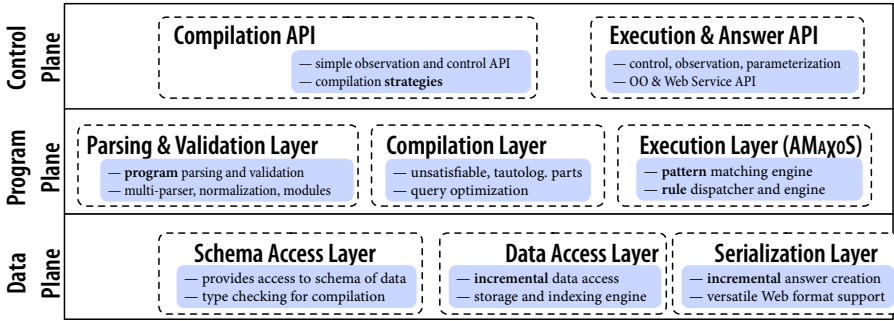 Control
Plane
Compilation API
— simple observation and control API
— compilation strategies
Execution & Answer API
— control, observation, parameterization
— OO & Web Service API
Program
Plane
Parsing & Validation Layer
— program parsing and validation
— multi-parser, normalization, modules
Compilation Layer
— unsatisfiable, tautolog. parts
— query optimization
Execution Layer (AMaχoS)
— pattern matching engine
— rule dispatcher and engine
Data
Plane
Schema Access Layer
— provides access to schema of data
— type checking for compilation
Data Access Layer
— incremental data access
— storage and indexing engine
Serialization Layer
— incremental answer creation
— versatile Web format support